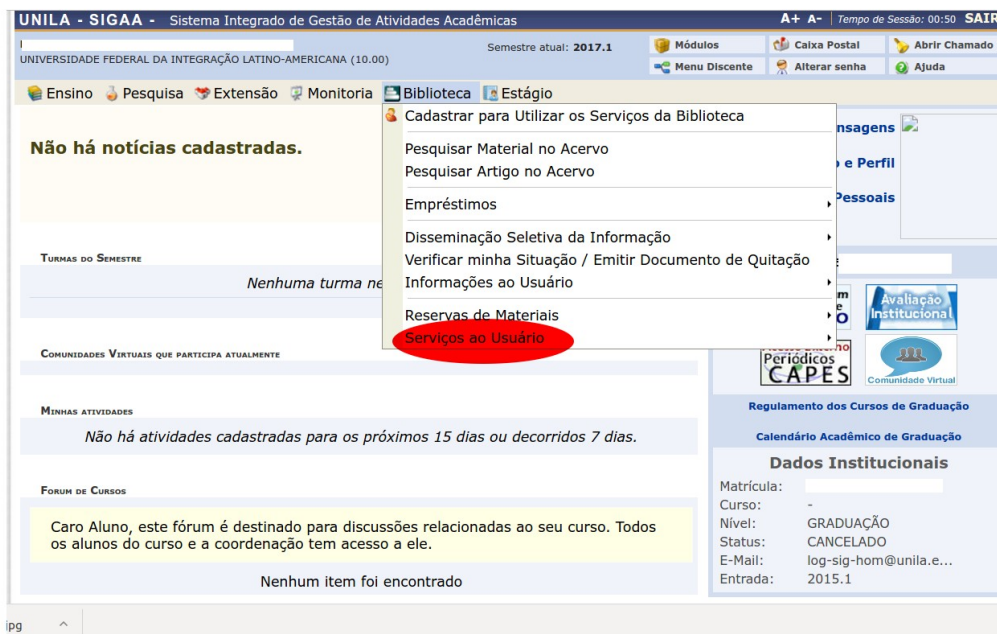 UNILA - SIGAA - Sistema Integrado de Gestão de Atividades Acadêmicas
A+ A- | Tempo de Sessão: 00:50 SAIR
Semestre atual: 2017.1
UNIVERSIDADE FEDERAL DA INTEGRAÇÃO LATINO-AMERICANA (10.00)
Módulos Caixa Postal Abrir Chamado
Menu Discente Alterar senha Ajuda
Ensino Pesquisa Extensão Monitoria Biblioteca Estágio
Cadastrar para Utilizar os Serviços da Biblioteca
Pesquisar Material no Acervo
Pesquisar Artigo no Acervo
Empréstimos
Disseminação Seletiva da Informação
Verificar minha Situação / Emitir Documento de Quitação
Informações ao Usuário
Reservas de Materiais
Serviços ao Usuário
Não há notícias cadastradas.
Turmas do Semestre
Nenhuma turma ne
Comunidades Virtuais que participa atualmente
Minhas atividades
Não há atividades cadastradas para os próximos 15 dias ou decorridos 7 dias.
Forum de Cursos
Caro Aluno, este fórum é destinado para discussões relacionadas ao seu curso. Todos
os alunos do curso e a coordenação tem acesso a ele.
Nenhum item foi encontrado
nsagens
e Perfil
Pessoais
Avaliação
Institucional
Periódicos
CAPES
Comunidade Virtual
Regulamento dos Cursos de Graduação
Calendário Acadêmico de Graduação
Dados Institucionais
Matrícula:
Curso: -
Nível: GRADUAÇÃO
Status: CANCELADO
E-Mail: log-sig-hom@unila.e...
Entrada: 2015.1
jpg